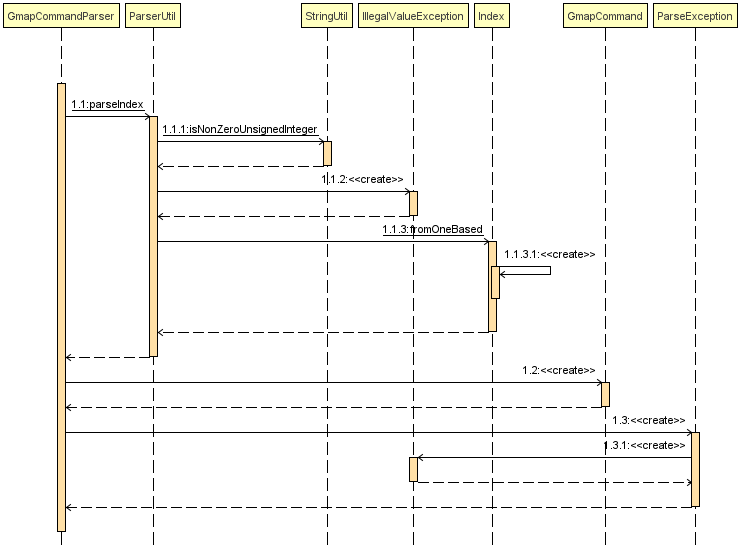 GmapCommandParser ParserUtil StringUtil IllegalValueException Index GmapCommand ParseException
1.1:parseIndex
1.1.1:isNonZeroUnsignedInteger
1.1.2:<<create>>
1.1.3:fromOneBased
1.1.3.1:<<create>>
1.2:<<create>>
1.3:<<create>>
1.3.1:<<create>>